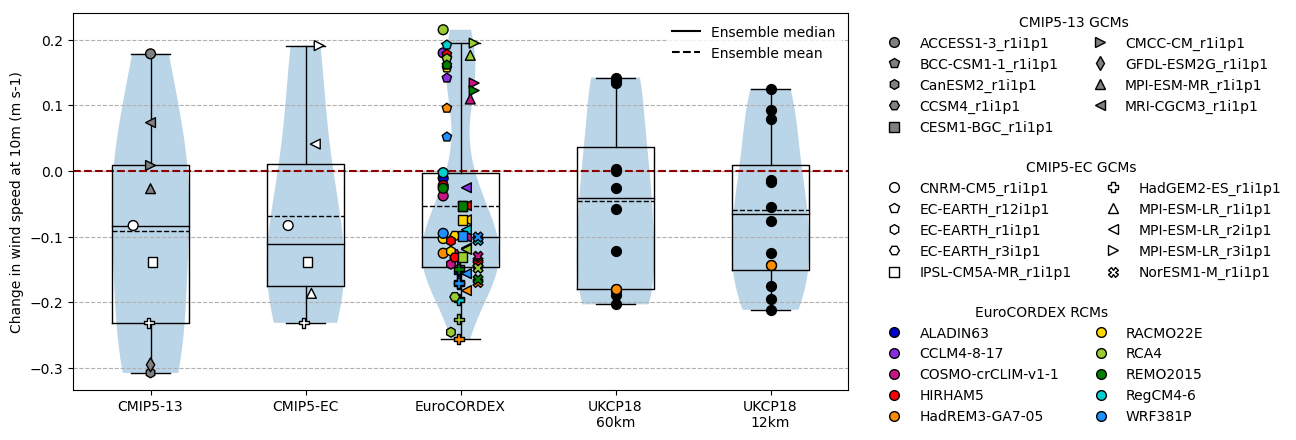 Change in wind speed at 10m (m s-1)
0.2
0.1
0.0
−0.1
−0.2
−0.3
Ensemble median
Ensemble mean
CMIP5-13
CMIP5-EC
EuroCORDEX
UKCP18
60km
UKCP18
12km
CMIP5-13 GCMs
ACCESS1-3_r1i1p1
BCC-CSM1-1_r1i1p1
CanESM2_r1i1p1
CCSM4_r1i1p1
CESM1-BGC_r1i1p1
CMCC-CM_r1i1p1
GFDL-ESM2G_r1i1p1
MPI-ESM-MR_r1i1p1
MRI-CGCM3_r1i1p1
CMIP5-EC GCMs
CNRM-CM5_r1i1p1
EC-EARTH_r12i1p1
EC-EARTH_r1i1p1
EC-EARTH_r3i1p1
IPSL-CM5A-MR_r1i1p1
HadGEM2-ES_r1i1p1
MPI-ESM-LR_r1i1p1
MPI-ESM-LR_r2i1p1
MPI-ESM-LR_r3i1p1
NorESM1-M_r1i1p1
EuroCORDEX RCMs
ALADIN63
CCLM4-8-17
COSMO-crCLIM-v1-1
HIRHAM5
HadREM3-GA7-05
RACMO22E
RCA4
REMO2015
RegCM4-6
WRF381P